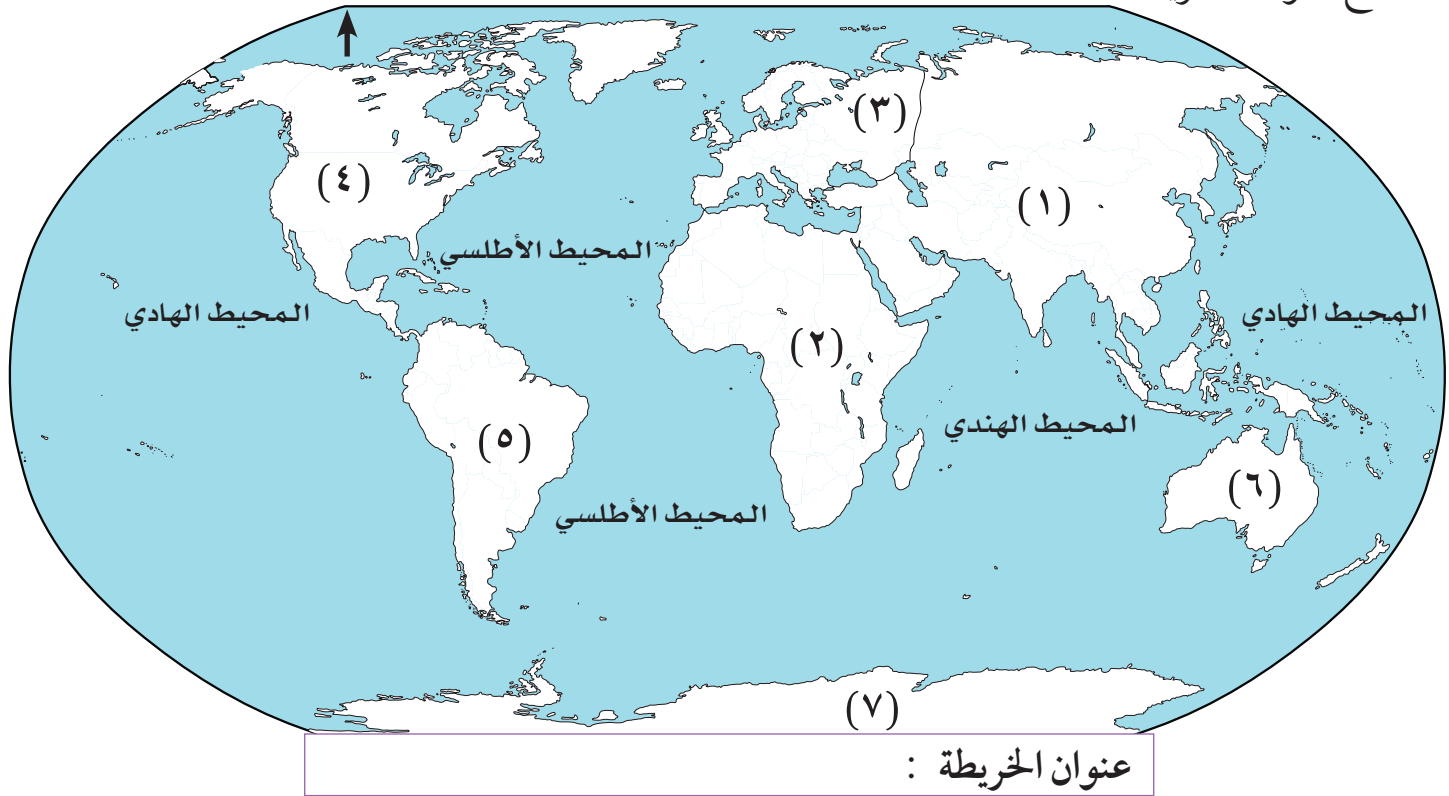 (٣)
(٤)
(١)
المحيط الأطلسي
المحيط الهادي
المحيط الهادي
(٢)
المحيط الهندي
(٥)
(٦)
المحيط الأطلسي
(٧)
عنوان الخريطة :